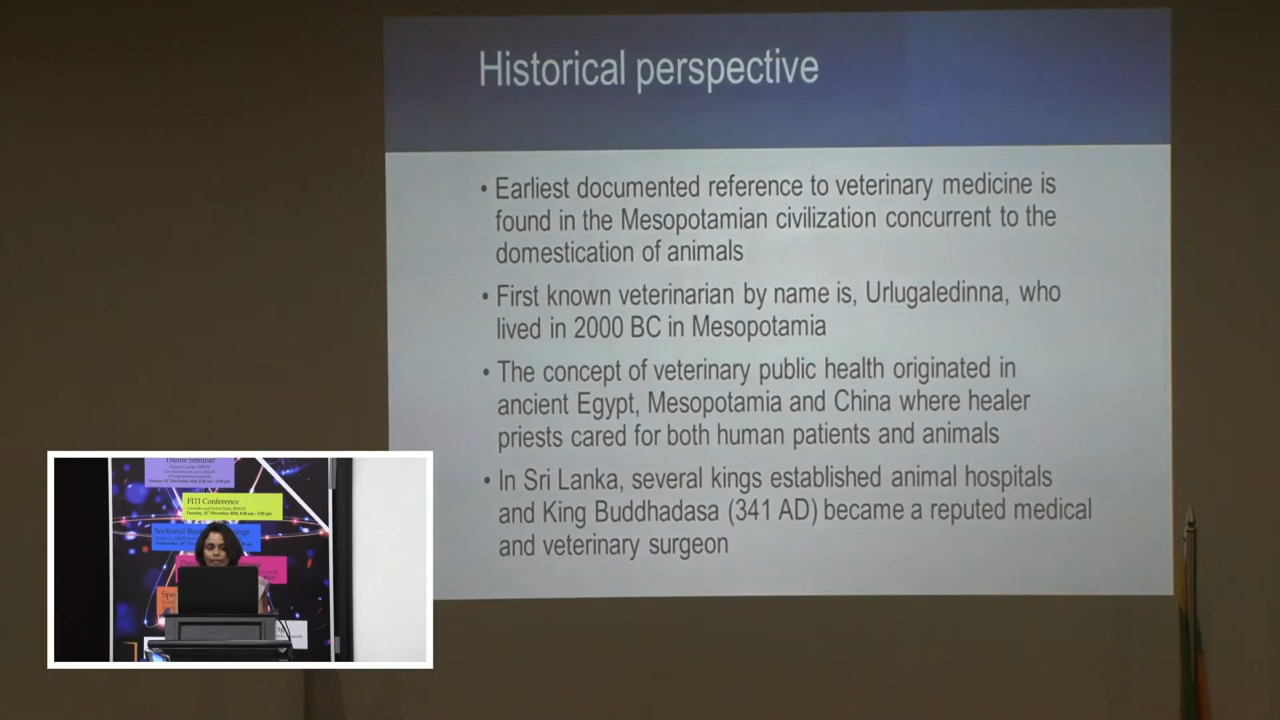 Historical perspective
• Earliest documented reference to veterinary medicine is
found in the Mesopotamian civilization concurrent to the
domestication of animals
• First known veterinarian by name is, Urlugaledinna, who
lived in 2000 BC in Mesopotamia
• The concept of veterinary public health originated in
ancient Egypt, Mesopotamia and China where healer
priests cared for both human patients and animals
• In Sri Lanka, several kings established animal hospitals
and King Buddhadasa (341 AD) became a reputed medical
and veterinary surgeon
Theme Seminar
FITI Conference
Sectional